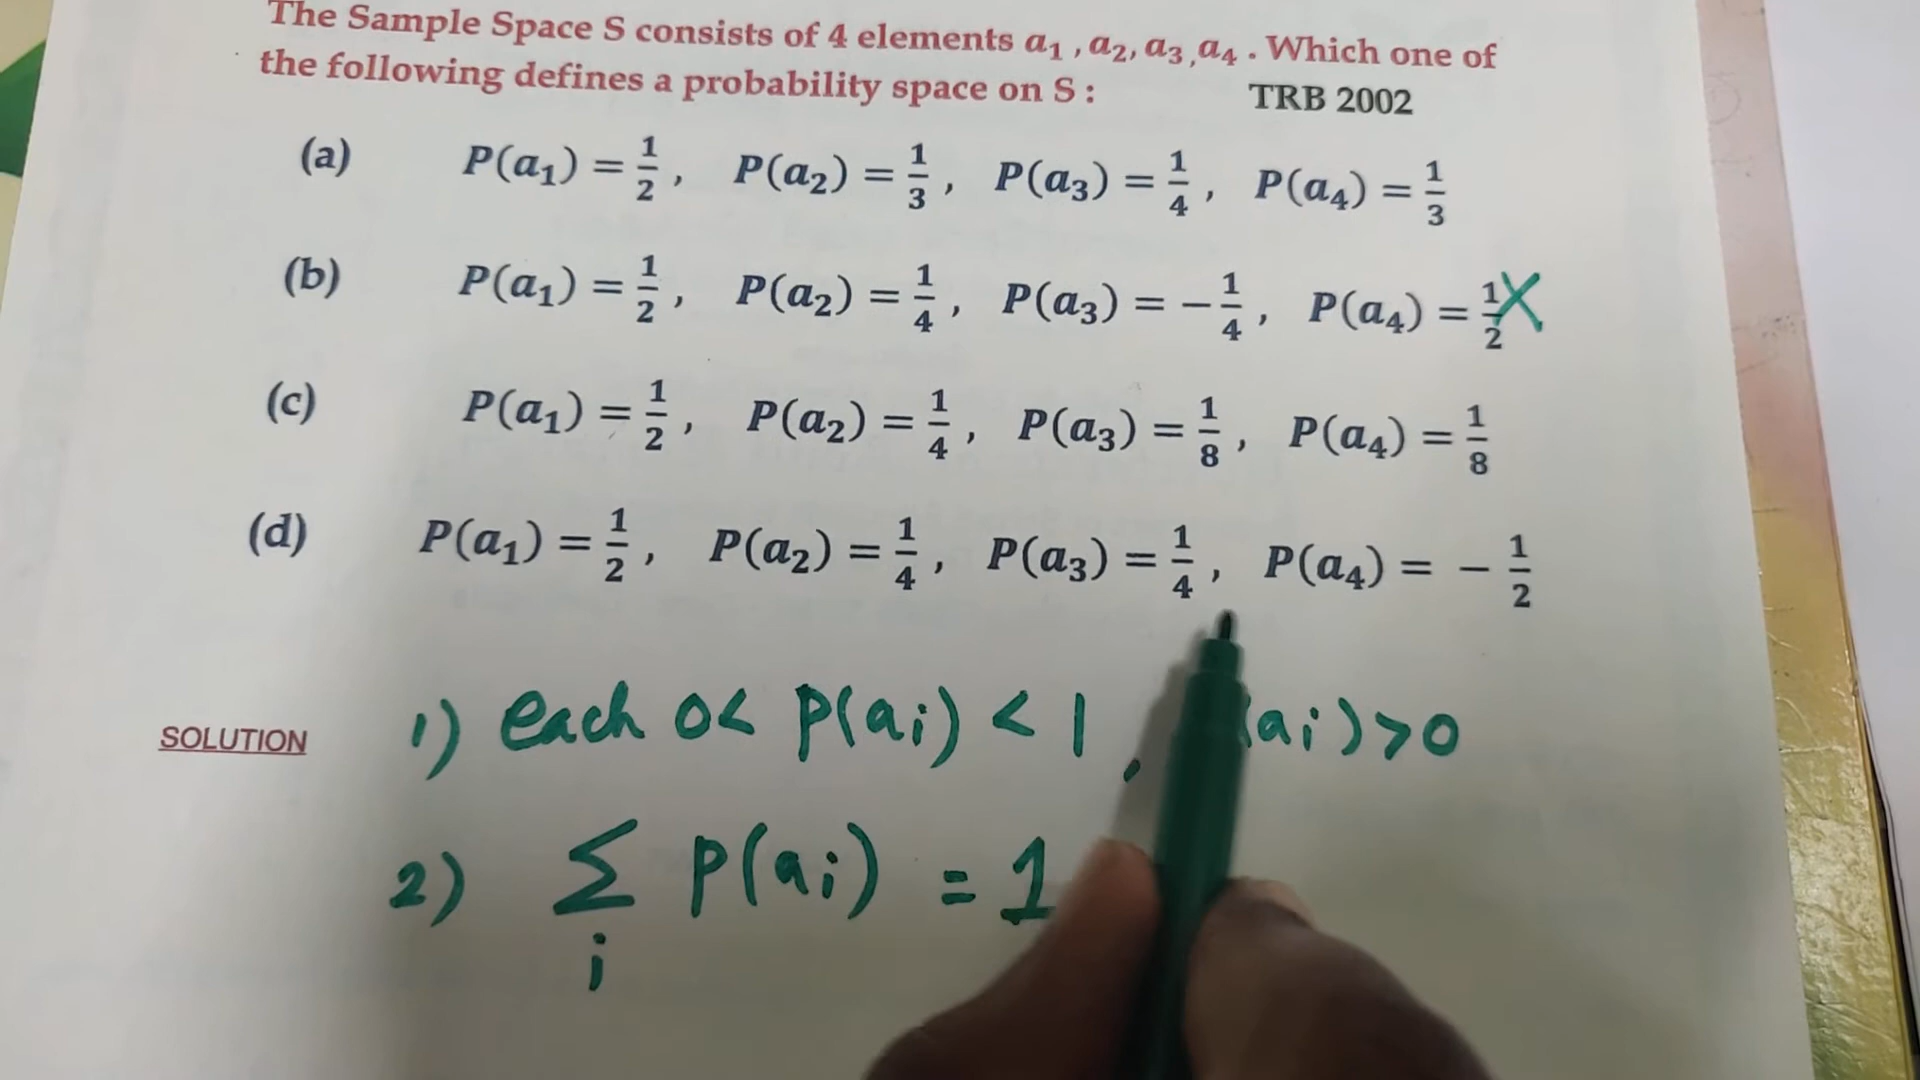 The Sample Space S consists of 4 elements a₁ , a₂, a₃ ,a₄ . Which one of
the following defines a probability space on S : TRB 2002
(a) P(a₁) = 1/2 , P(a₂) = 1/3 , P(a₃) = 1/4 , P(a₄) = 1/3
(b) P(a₁) = 1/2 , P(a₂) = 1/4 , P(a₃) = − 1/4 , P(a₄) = 1/2 X
(c) P(a₁) = 1/2 , P(a₂) = 1/4 , P(a₃) = 1/8 , P(a₄) = 1/8
(d) P(a₁) = 1/2 , P(a₂) = 1/4 , P(a₃) = 1/4 , P(a₄) = − 1/2
SOLUTION 1) each 0< p(ai) < 1 , (ai) >0
2) Σ p(ai) = 1
i